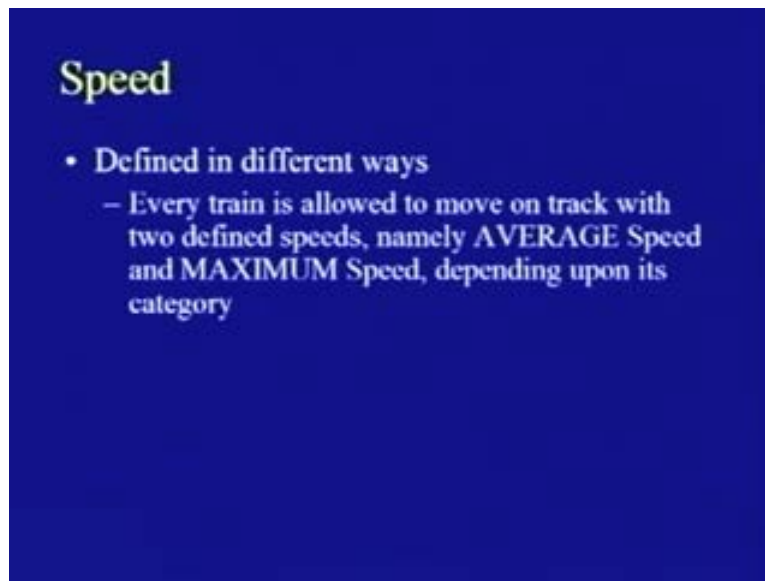 Speed
• Defined in different ways
– Every train is allowed to move on track with
two defined speeds, namely AVERAGE Speed
and MAXIMUM Speed, depending upon its
category